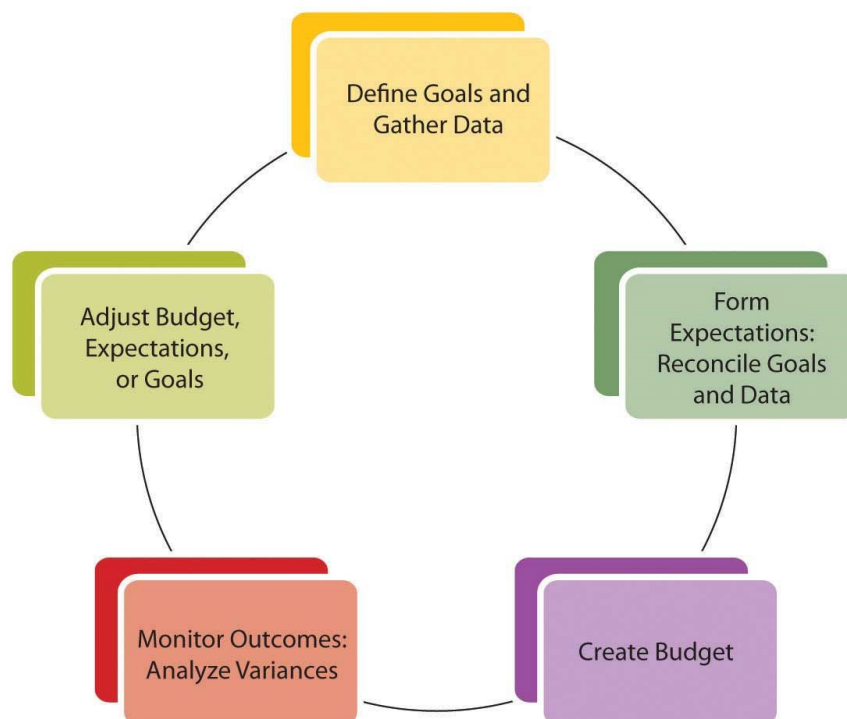 Define Goals and
Gather Data
Form
Expectations:
Reconcile Goals
and Data
Create Budget
Monitor Outcomes:
Analyze Variances
Adjust Budget,
Expectations,
or Goals